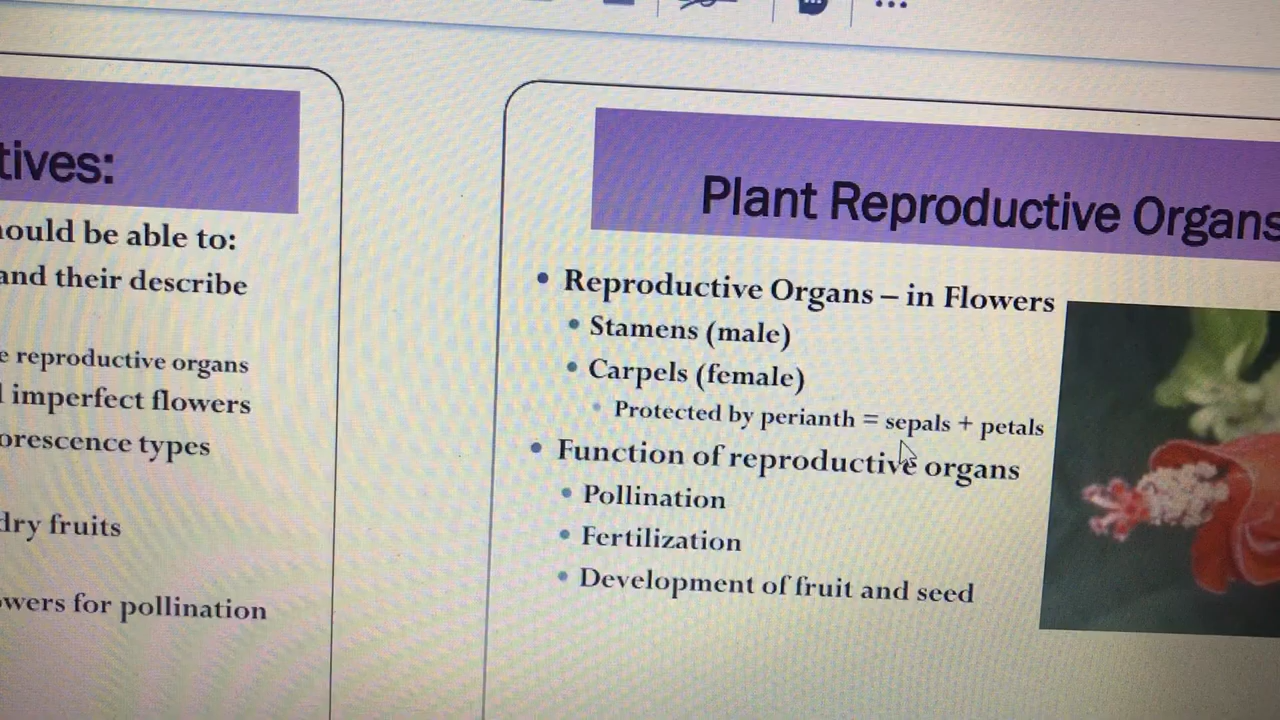 tives:
ould be able to:
and their describe
e reproductive organs
imperfect flowers
orescence types
dry fruits
wers for pollination
Plant Reproductive Organs
• Reproductive Organs – in Flowers
• Stamens (male)
• Carpels (female)
• Protected by perianth = sepals + petals
• Function of reproductive organs
• Pollination
• Fertilization
• Development of fruit and seed